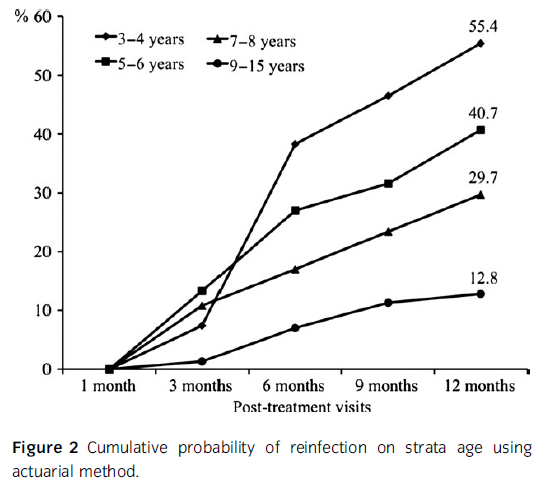 % 60
3–4 years
7–8 years
5–6 years
9–15 years
50
40
30
20
10
0
55.4
40.7
29.7
12.8
1 month 3 months 6 months 9 months 12 months
Post-treatment visits
Figure 2 Cumulative probability of reinfection on strata age using
actuarial method.